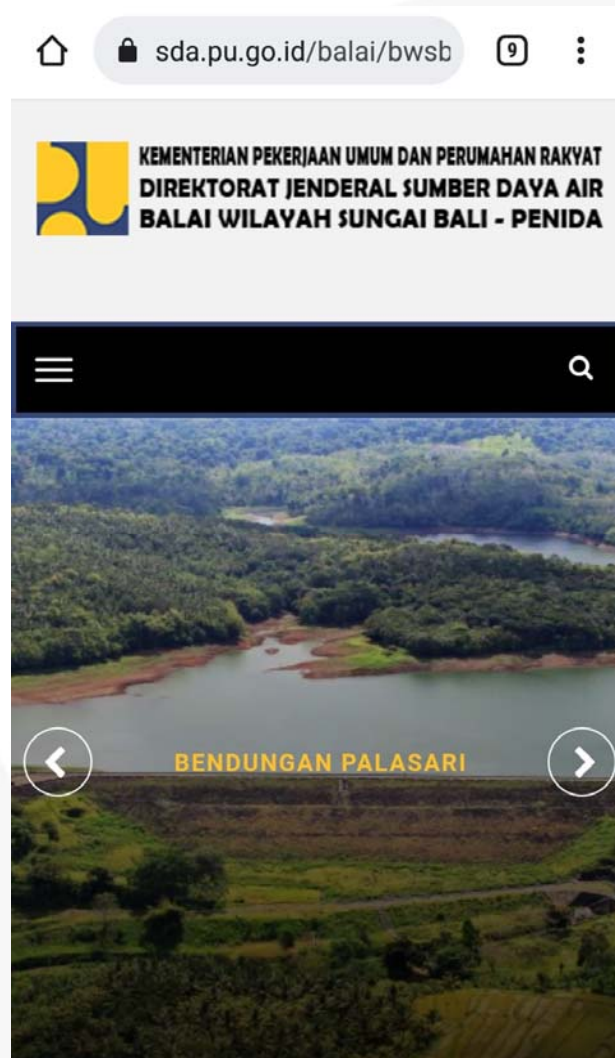 sda.pu.go.id/balai/bwsb
9
KEMENTERIAN PEKERJAAN UMUM DAN PERUMAHAN RAKYAT
DIREKTORAT JENDERAL SUMBER DAYA AIR
BALAI WILAYAH SUNGAI BALI - PENIDA
BENDUNGAN PALASARI